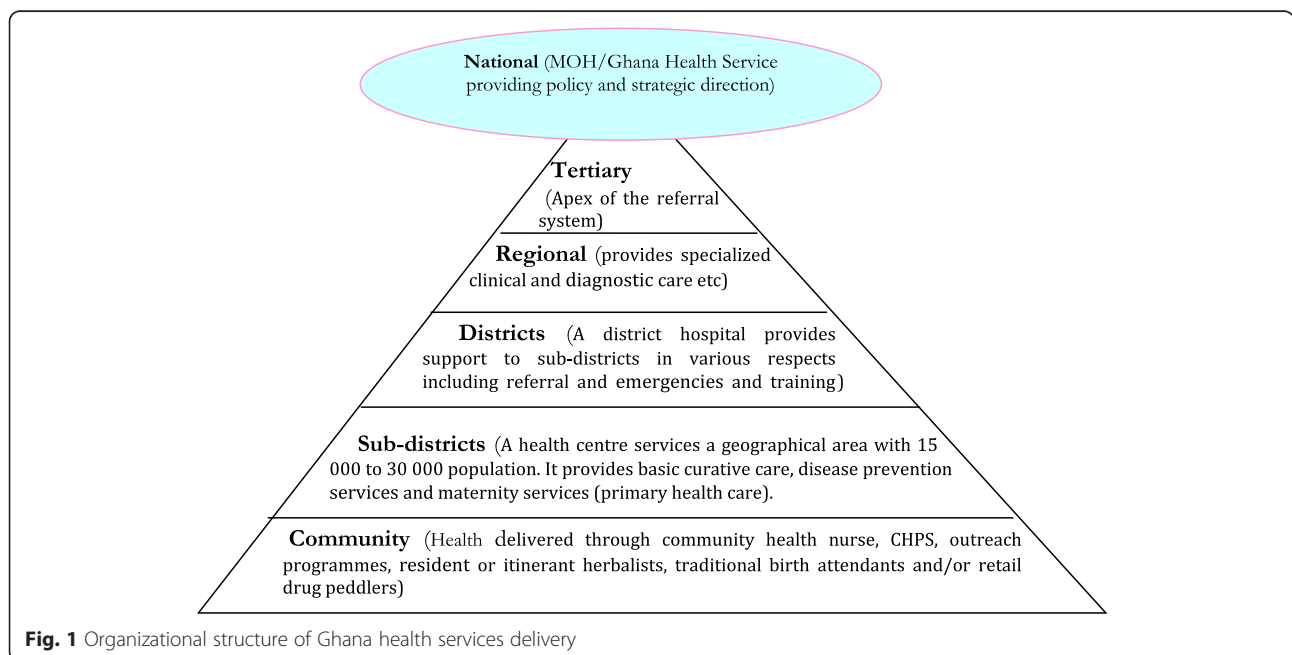 National (MOH/Ghana Health Service
providing policy and strategic direction)
Tertiary
(Apex of the referral
system)
Regional (provides specialized
clinical and diagnostic care etc)
Districts (A district hospital provides
support to sub-districts in various respects
including referral and emergencies and training)
Sub-districts (A health centre services a geographical area with 15
000 to 30 000 population. It provides basic curative care, disease prevention
services and maternity services (primary health care).
Community (Health delivered through community health nurse, CHPS, outreach
programmes, resident or itinerant herbalists, traditional birth attendants and/or retail
drug peddlers)
Fig. 1 Organizational structure of Ghana health services delivery